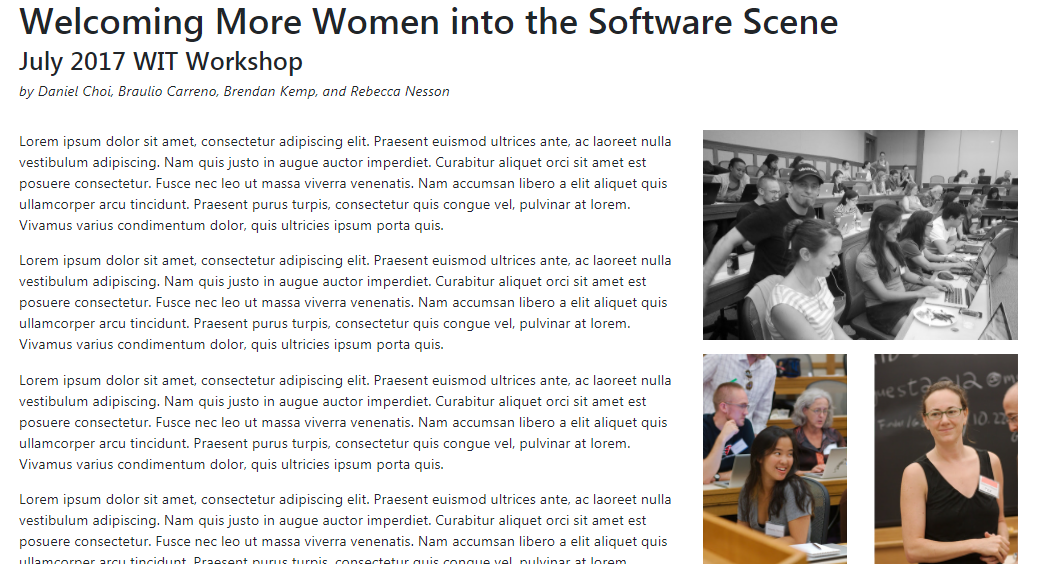 Welcoming More Women into the Software Scene
July 2017 WIT Workshop
by Daniel Choi, Braulio Carreno, Brendan Kemp, and Rebecca Nesson
Lorem ipsum dolor sit amet, consectetur adipiscing elit. Praesent euismod ultrices ante, ac laoreet nulla
vestibulum adipiscing. Nam quis justo in augue auctor imperdiet. Curabitur aliquet orci sit amet est
posuere consectetur. Fusce nec leo ut massa viverra venenatis. Nam accumsan libero a elit aliquet quis
ullamcorper arcu tincidunt. Praesent purus turpis, consectetur quis congue vel, pulvinar at lorem.
Vivamus varius condimentum dolor, quis ultricies ipsum porta quis.
Lorem ipsum dolor sit amet, consectetur adipiscing elit. Praesent euismod ultrices ante, ac laoreet nulla
vestibulum adipiscing. Nam quis justo in augue auctor imperdiet. Curabitur aliquet orci sit amet est
posuere consectetur. Fusce nec leo ut massa viverra venenatis. Nam accumsan libero a elit aliquet quis
ullamcorper arcu tincidunt. Praesent purus turpis, consectetur quis congue vel, pulvinar at lorem.
Vivamus varius condimentum dolor, quis ultricies ipsum porta quis.
Lorem ipsum dolor sit amet, consectetur adipiscing elit. Praesent euismod ultrices ante, ac laoreet nulla
vestibulum adipiscing. Nam quis justo in augue auctor imperdiet. Curabitur aliquet orci sit amet est
posuere consectetur. Fusce nec leo ut massa viverra venenatis. Nam accumsan libero a elit aliquet quis
ullamcorper arcu tincidunt. Praesent purus turpis, consectetur quis congue vel, pulvinar at lorem.
Vivamus varius condimentum dolor, quis ultricies ipsum porta quis.
Lorem ipsum dolor sit amet, consectetur adipiscing elit. Praesent euismod ultrices ante, ac laoreet nulla
vestibulum adipiscing. Nam quis justo in augue auctor imperdiet. Curabitur aliquet orci sit amet est
posuere consectetur. Fusce nec leo ut massa viverra venenatis. Nam accumsan libero a elit aliquet quis
ullamcorper arcu tincidunt. Praesent purus turpis, consectetur quis congue vel, pulvinar at lorem.